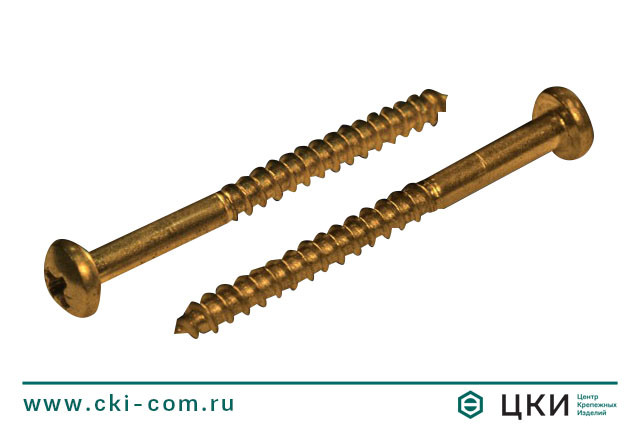 www.cki-com.ru
ЦКИ
Центр
Крепежных
Изделий